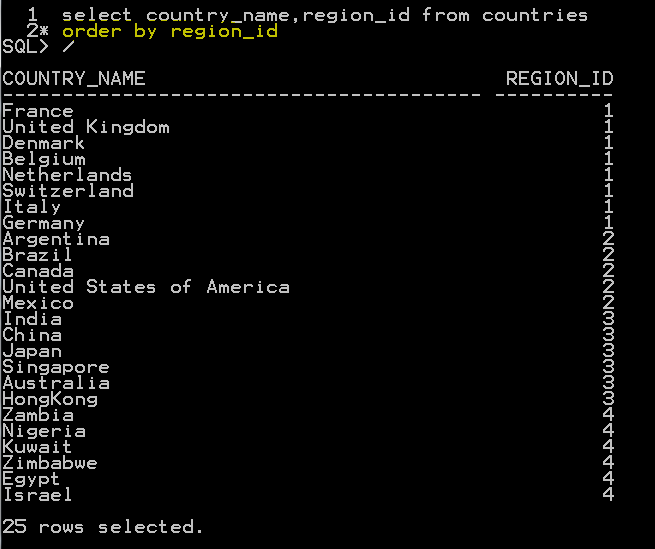 1 select country_name,region_id from countries
2* order by region_id
SQL> /
COUNTRY_NAME REGION_ID
---------------------------------------- ----------
France 1
United Kingdom 1
Denmark 1
Belgium 1
Netherlands 1
Switzerland 1
Italy 1
Germany 1
Argentina 2
Brazil 2
Canada 2
United States of America 2
Mexico 2
India 3
China 3
Japan 3
Singapore 3
Australia 3
HongKong 3
Zambia 4
Nigeria 4
Kuwait 4
Zimbabwe 4
Egypt 4
Israel 4
25 rows selected.